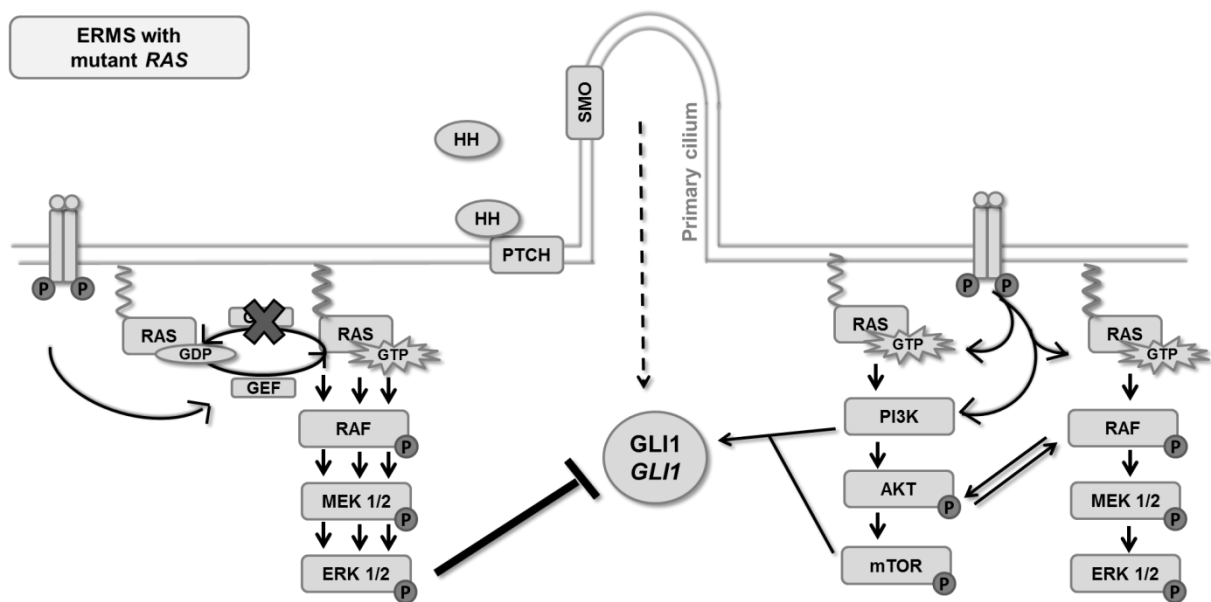 ERMS with
mutant RAS
SMO
HH
Primary cilium
HH
PTCH
P
P
P
P
RAS
GDP
RAS
GTP
GEF
RAS
GTP
RAS
GTP
RAF
P
GLI1
GLI1
PI3K
RAF
P
MEK 1/2
P
AKT
P
MEK 1/2
P
ERK 1/2
P
mTOR
P
ERK 1/2
P